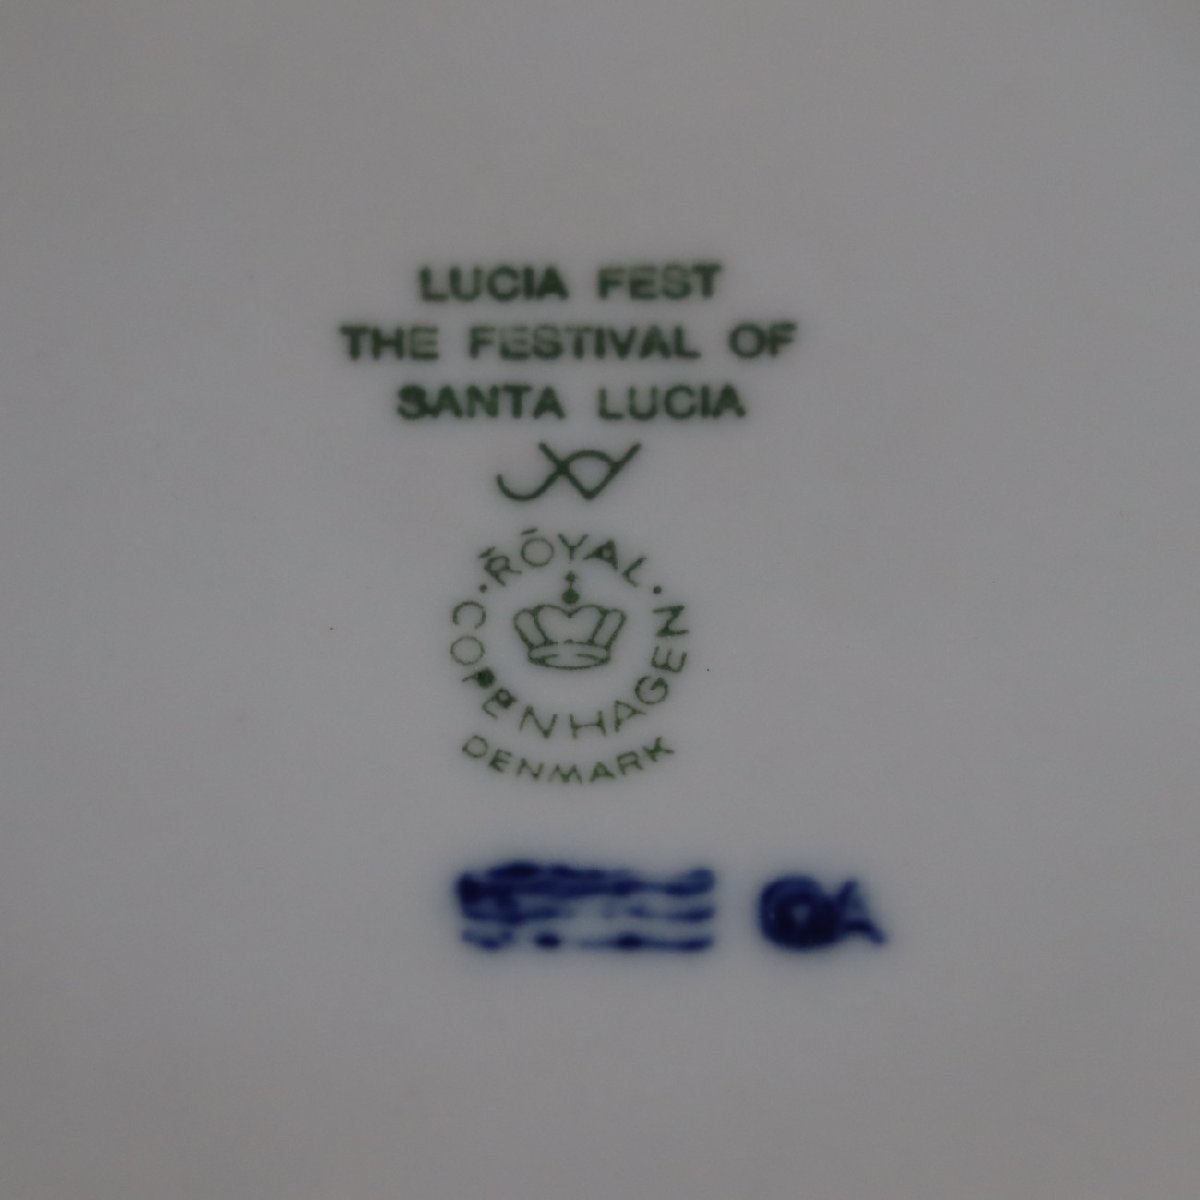 LUCIA FEST
THE FESTIVAL OF
SANTA LUCIA
ROYAL
COPENHAGEN
DENMARK